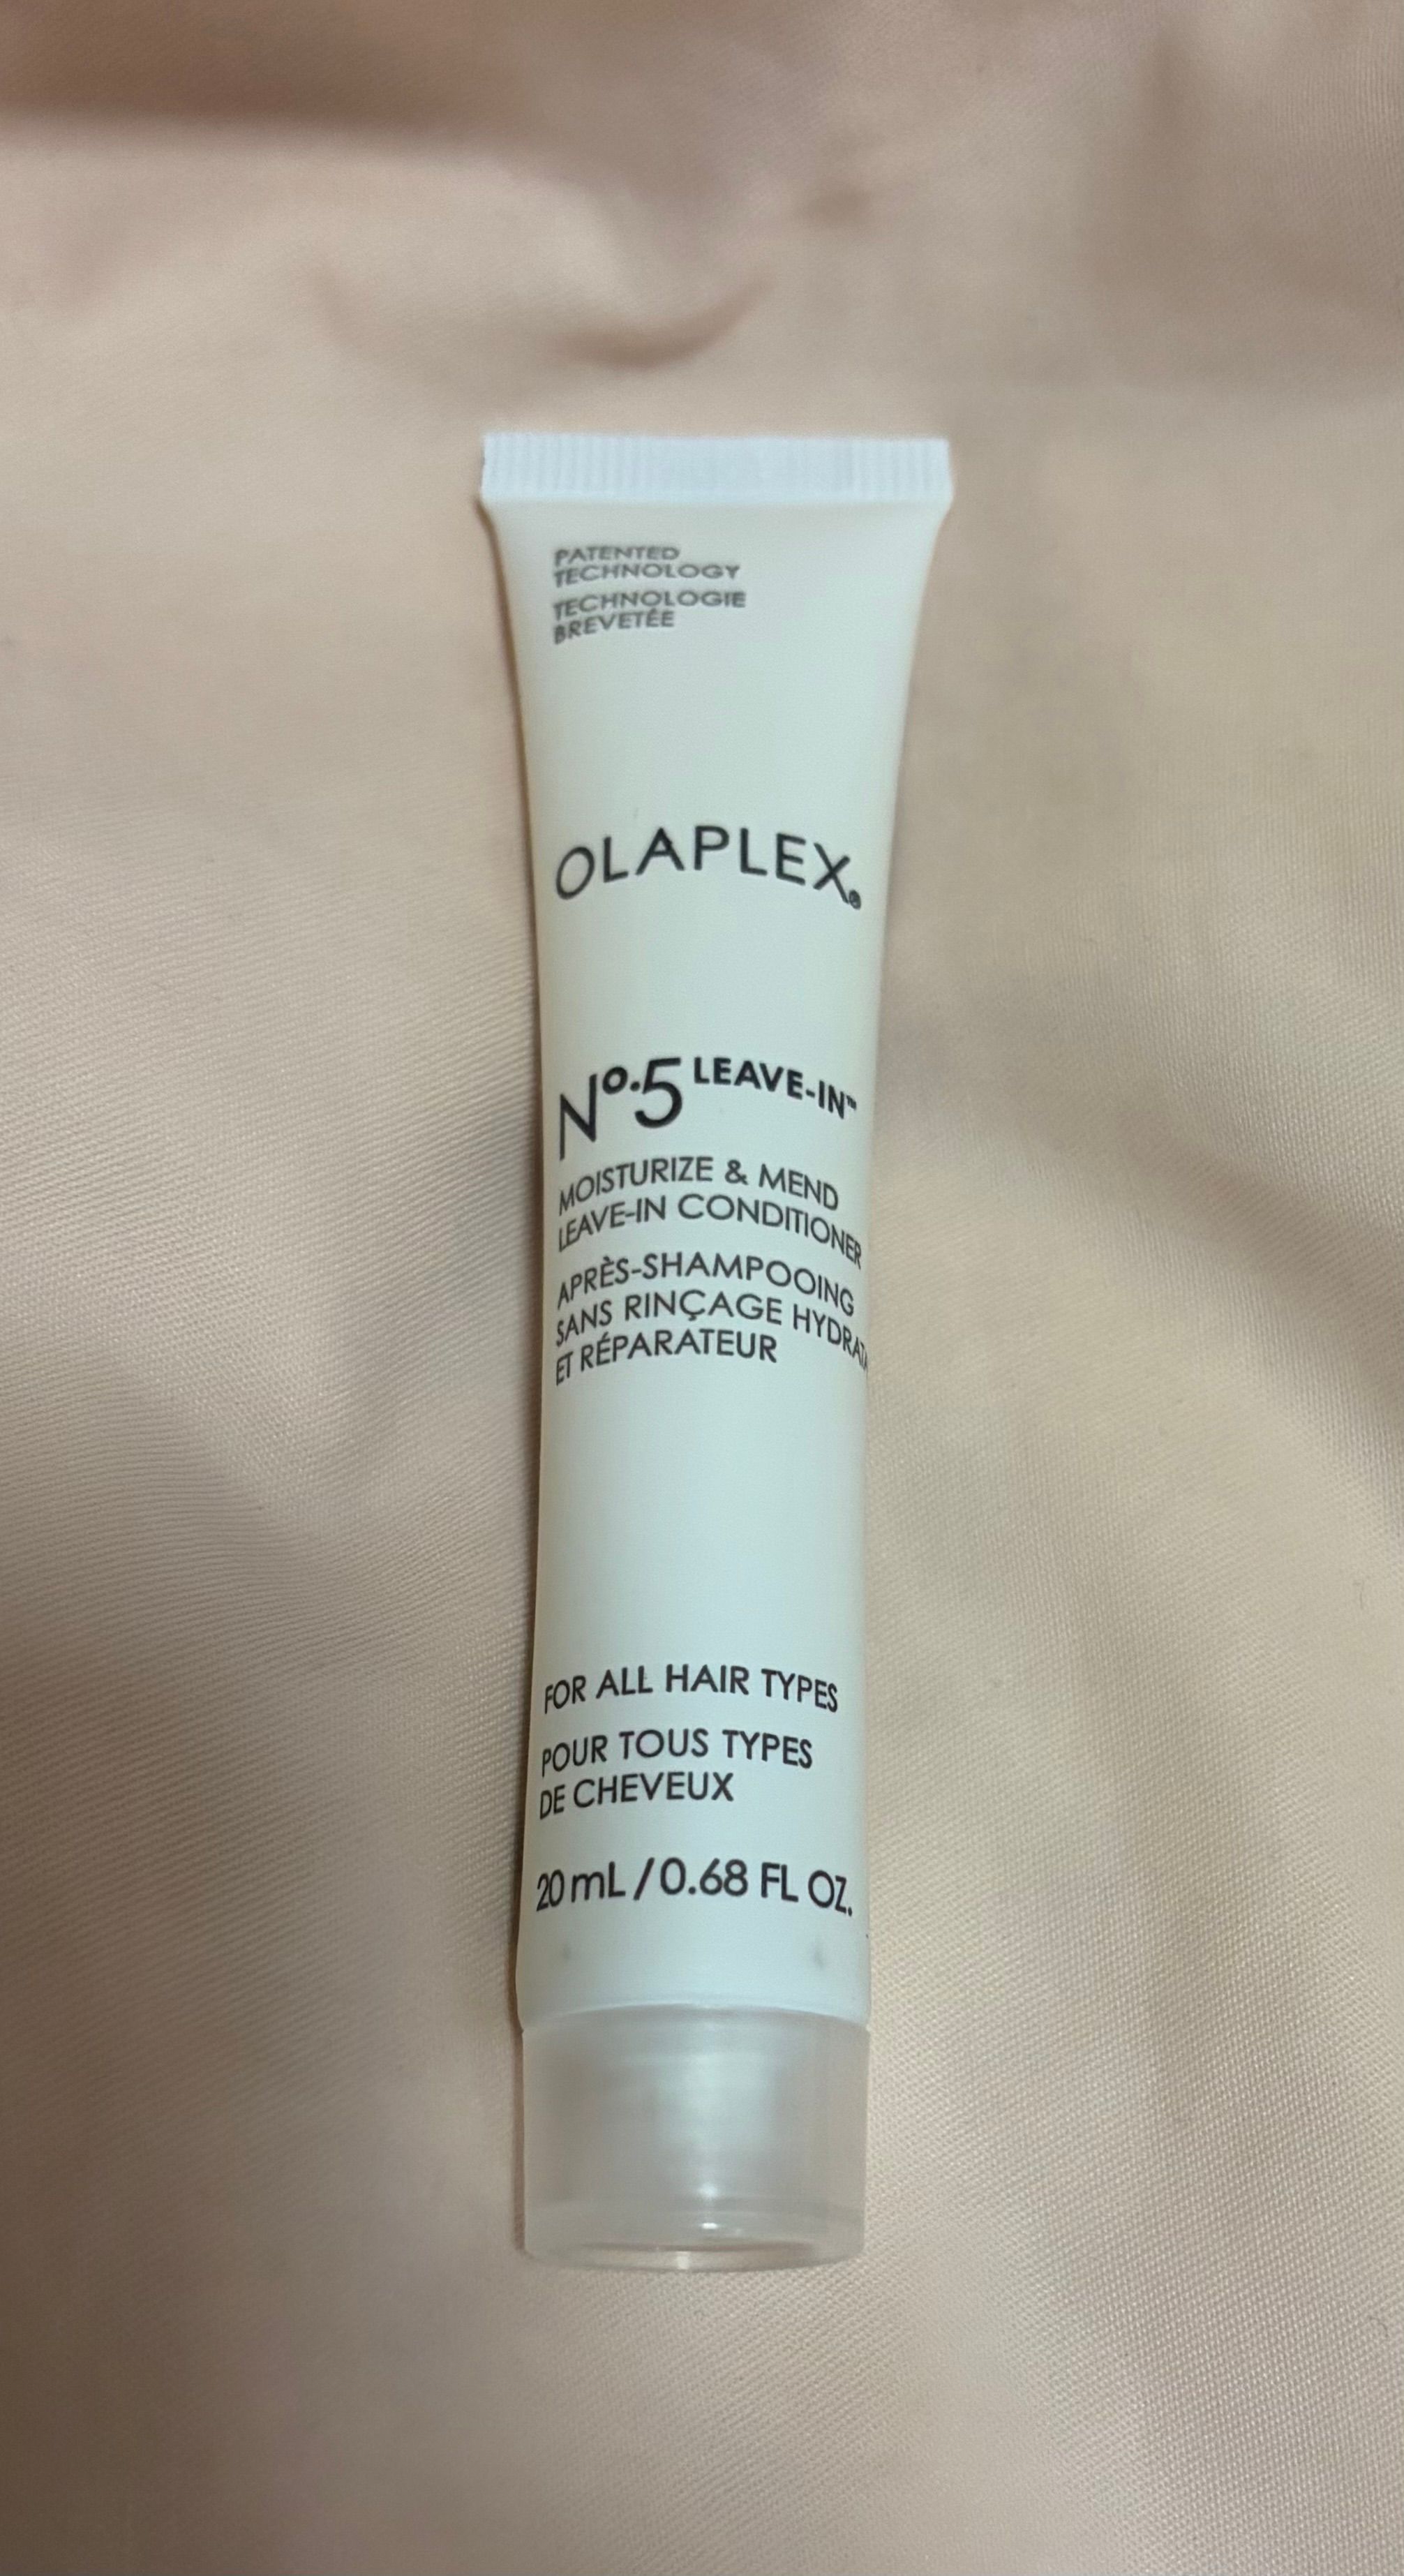 PATENTED
TECHNOLOGY
TECHNOLOGIE
BREVETÉE
OLAPLEX®
Nº.5 LEAVE-IN™
MOISTURIZE & MEND
LEAVE-IN CONDITIONER
APRÈS-SHAMPOOING
SANS RINÇAGE
ET RÉPARATEUR
FOR ALL HAIR TYPES
POUR TOUS TYPES
DE CHEVEUX
20 mL / 0.68 FL OZ.